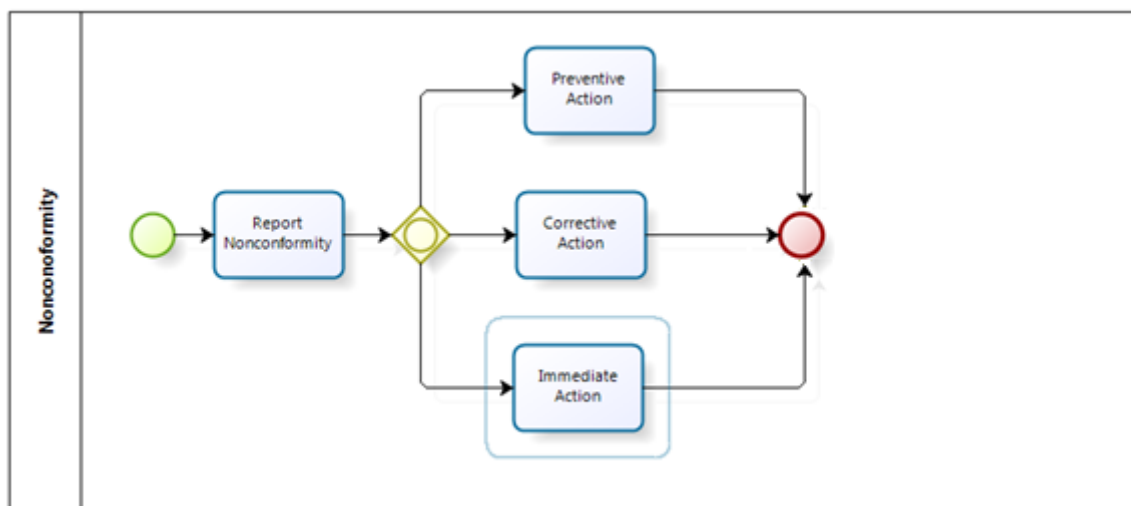 Nonconoformity
Report
Nonconformity
Preventive
Action
Corrective
Action
Immediate
Action